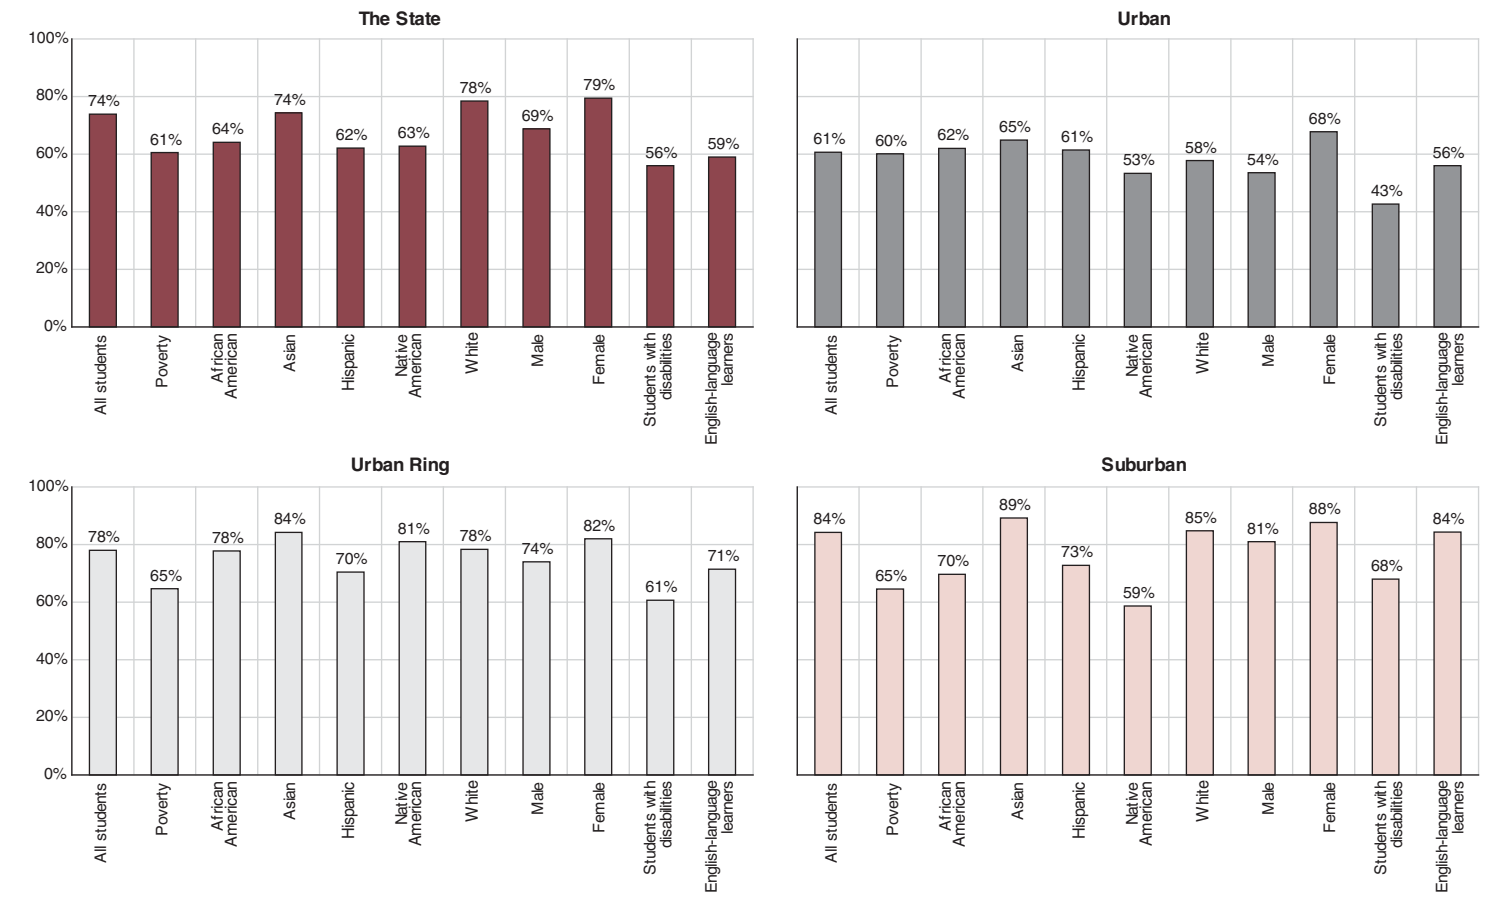 The State
100%
80%
60%
40%
20%
0%
74%
61%
64%
74%
62%
63%
78%
69%
79%
56%
59%
All students
Poverty
African
American
Asian
Hispanic
Native
American
White
Male
Female
Students with
disabilities
English-language
learners
Urban
61%
60%
62%
65%
61%
53%
58%
54%
68%
43%
56%
All students
Poverty
African
American
Asian
Hispanic
Native
American
White
Male
Female
Students with
disabilities
English-language
learners
Urban Ring
100%
80%
60%
40%
20%
0%
78%
65%
78%
84%
70%
81%
78%
74%
82%
61%
71%
All students
Poverty
African
American
Asian
Hispanic
Native
American
White
Male
Female
Students with
disabilities
English-language
learners
Suburban
84%
65%
70%
89%
73%
59%
85%
81%
88%
68%
84%
All students
Poverty
African
American
Asian
Hispanic
Native
American
White
Male
Female
Students with
disabilities
English-language
learners